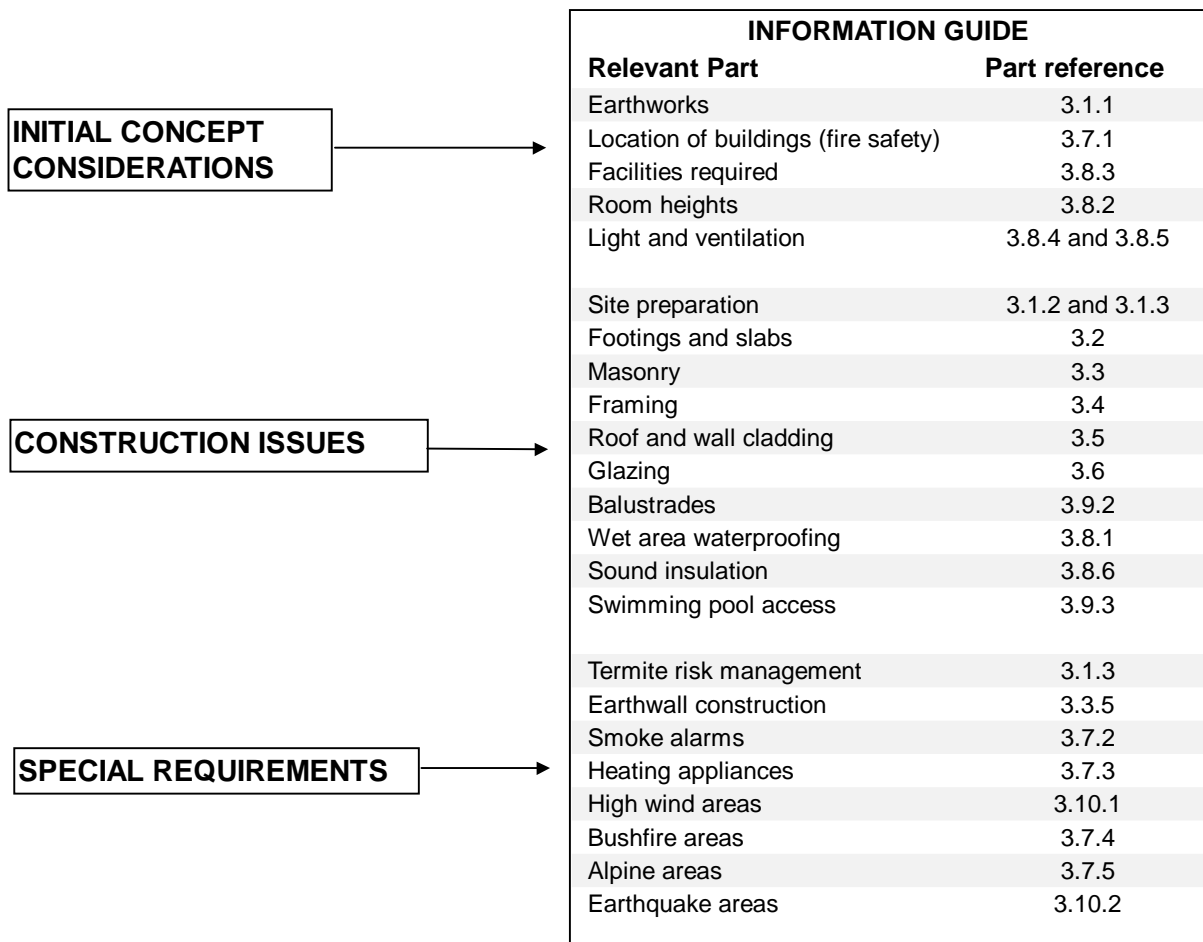 INFORMATION GUIDE
Relevant Part Part reference
INITIAL CONCEPT
CONSIDERATIONS
Earthworks 3.1.1
Location of buildings (fire safety) 3.7.1
Facilities required 3.8.3
Room heights 3.8.2
Light and ventilation 3.8.4 and 3.8.5
CONSTRUCTION ISSUES
Site preparation 3.1.2 and 3.1.3
Footings and slabs 3.2
Masonry 3.3
Framing 3.4
Roof and wall cladding 3.5
Glazing 3.6
Balustrades 3.9.2
Wet area waterproofing 3.8.1
Sound insulation 3.8.6
Swimming pool access 3.9.3
SPECIAL REQUIREMENTS
Termite risk management 3.1.3
Earthwall construction 3.3.5
Smoke alarms 3.7.2
Heating appliances 3.7.3
High wind areas 3.10.1
Bushfire areas 3.7.4
Alpine areas 3.7.5
Earthquake areas 3.10.2